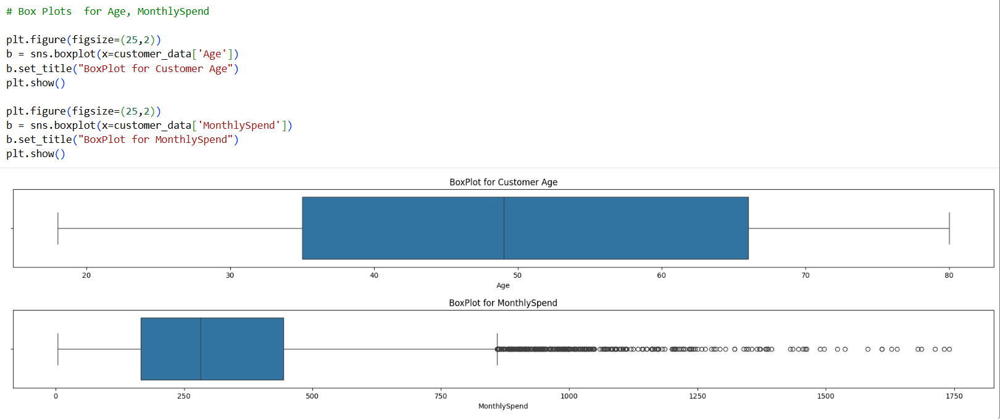 # Box Plots  for Age, MonthlySpend
plt.figure(figsize=(25,2))
b = sns.boxplot(x=customer_data['Age'])
b.set_title("BoxPlot for Customer Age")
plt.show()
plt.figure(figsize=(25,2))
b = sns.boxplot(x=customer_data['MonthlySpend'])
b.set_title("BoxPlot for MonthlySpend")
plt.show()
BoxPlot for Customer Age
20 30 40 50 60 70 80
Age
BoxPlot for MonthlySpend
0 250 500 750 1000 1250 1500 1750
MonthlySpend